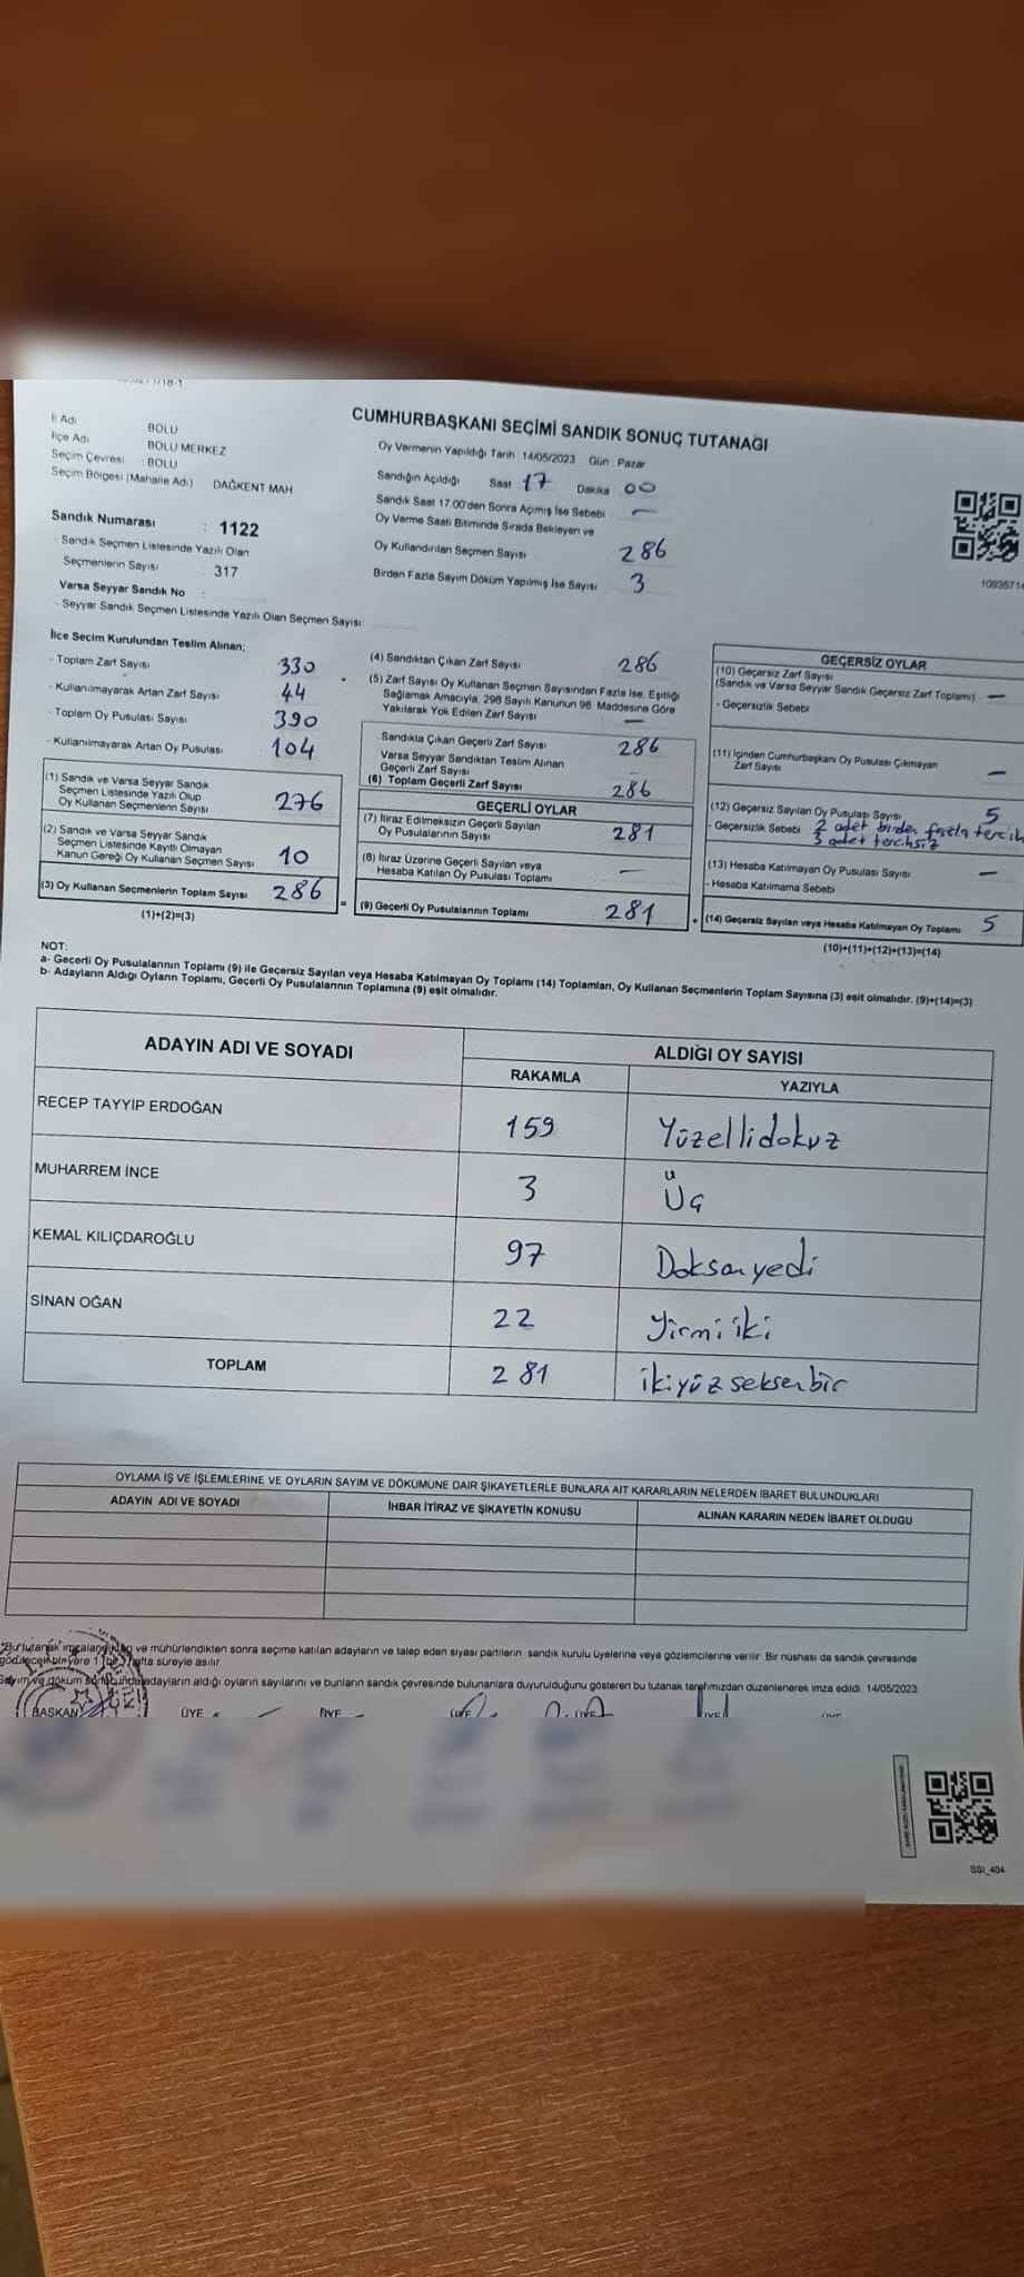 CUMHURBAŞKANI SEÇİMİ SANDIK SONUÇ TUTANAĞI
İl Adı : BOLU
İlçe Adı BOLU MERKEZ
Seçim Çevresi : BOLU
Seçim Bölgesi (Mahalle Adı) DAĞKENT MAH
Sandık Numarası : 1122
- Sandık Seçmen Listesinde Yazılı Olan
Seçmenlerin Sayısı : 317
Varsa Seyyar Sandık No :
- Seyyar Sandık Seçmen Listesinde Yazılı Olan Seçmen Sayısı
Oy Vermenin Yapıldığı Tarih 14/05/2023 Gün : Pazar
Sandığın Açıldığı Saat 17 Dakika 00
Sandık Saat 17.00'den Sonra Açılmış İse Sebebi —
Oy Verme Saati Bitiminde Sırada Bekleyen ve
Oy Kullandırılan Seçmen Sayısı 286
Birden Fazla Sayım Döküm Yapılmış İse Sayısı 3
İlçe Seçim Kurulundan Teslim Alınan;
- Toplam Zarf Sayısı 330
- Kullanılmayarak Artan Zarf Sayısı 44
- Toplam Oy Pusulası Sayısı 390
- Kullanılmayarak Artan Oy Pusulası 104
(1) Sandık ve Varsa Seyyar Sandık
Seçmen Listesinde Yazılı Olup
Oy Kullanan Seçmenlerin Sayısı 276
(2) Sandık ve Varsa Seyyar Sandık
Seçmen Listesinde Kayıtlı Olmayan
Kanun Gereği Oy Kullanan Seçmen Sayısı 10
(3) Oy Kullanan Seçmenlerin Toplam Sayısı 286
(1)+(2)=(3)
(4) Sandıktan Çıkan Zarf Sayısı 286
(5) Zarf Sayısı Oy Kullanan Seçmen Sayısından Fazla İse, Eşitliği
Sağlamak Amacıyla, 298 Sayılı Kanunun 98. Maddesine Göre
Yakılarak Yok Edilen Zarf Sayısı —
Sandıkta Çıkan Geçerli Zarf Sayısı 286
Varsa Seyyar Sandıktan Teslim Alınan
Geçerli Zarf Sayısı
(6) Toplam Geçerli Zarf Sayısı 286
GEÇERLİ OYLAR
(7) İtiraz Edilmeksizin Geçerli Sayılan
Oy Pusulalarının Sayısı 281
(8) İtiraz Üzerine Geçerli Sayılan veya
Hesaba Katılan Oy Pusulası Toplamı —
= (9) Geçerli Oy Pusulalarının Toplamı 281
GEÇERSİZ OYLAR
(10) Geçersiz Zarf Sayısı
(Sandık ve Varsa Seyyar Sandık Geçersiz Zarf Toplamı) —
- Geçersizlik Sebebi
(11) İçinden Cumhurbaşkanı Oy Pusulası Çıkmayan
Zarf Sayısı —
(12) Geçersiz Sayılan Oy Pusulası Sayısı 5
- Geçersizlik Sebebi 2 adet birden fazla tercih
3 adet tercihsiz
(13) Hesaba Katılmayan Oy Pusulası Sayısı —
- Hesaba Katılmama Sebebi
+ (14) Geçersiz Sayılan veya Hesaba Katılmayan Oy Toplamı 5
(10)+(11)+(12)+(13)=(14)
NOT:
a- Gecerli Oy Pusulalarının Toplamı (9) ile Geçersiz Sayılan veya Hesaba Katılmayan Oy Toplamı (14) Toplamları, Oy Kullanan Seçmenlerin Toplam Sayısına (3) eşit olmalıdır. (9)+(14)=(3)
b- Adayların Aldığı Oyların Toplamı, Geçerli Oy Pusulalarının Toplamına (9) eşit olmalıdır.
ADAYIN ADI VE SOYADI ALDIĞI OY SAYISI
RAKAMLA YAZIYLA
RECEP TAYYİP ERDOĞAN 159 Yüzellidokuz
MUHARREM İNCE 3 Üç
KEMAL KILIÇDAROĞLU 97 Doksanyedi
SİNAN OĞAN 22 Yirmi iki
TOPLAM 281 ikiyüz seksenbir
OYLAMA İŞ VE İŞLEMLERİNE VE OYLARIN SAYIM VE DÖKÜMÜNE DAİR ŞİKAYETLERLE BUNLARA AİT KARARLARIN NELERDEN İBARET BULUNDUKLARI
ADAYIN ADI VE SOYADI İHBAR İTİRAZ VE ŞİKAYETİN KONUSU ALINAN KARARIN NEDEN İBARET OLDUĞU
ve mühürlendikten sonra seçime katılan adayların ve talep eden siyasi partilerin sandık kurulu üyelerine veya gözlemcilerine verilir. Bir nüshası da sandık çevresinde
süreyle asılır.
adayların aldığı oyların sayılarını ve bunların sandık çevresinde bulunanlara duyurulduğunu gösteren bu tutanak tarafımızdan düzenlenerek imza edildi. 14/05/2023
BAŞKAN ÜYE ÜYE ÜYE ÜYE ÜYE
SSİ_404